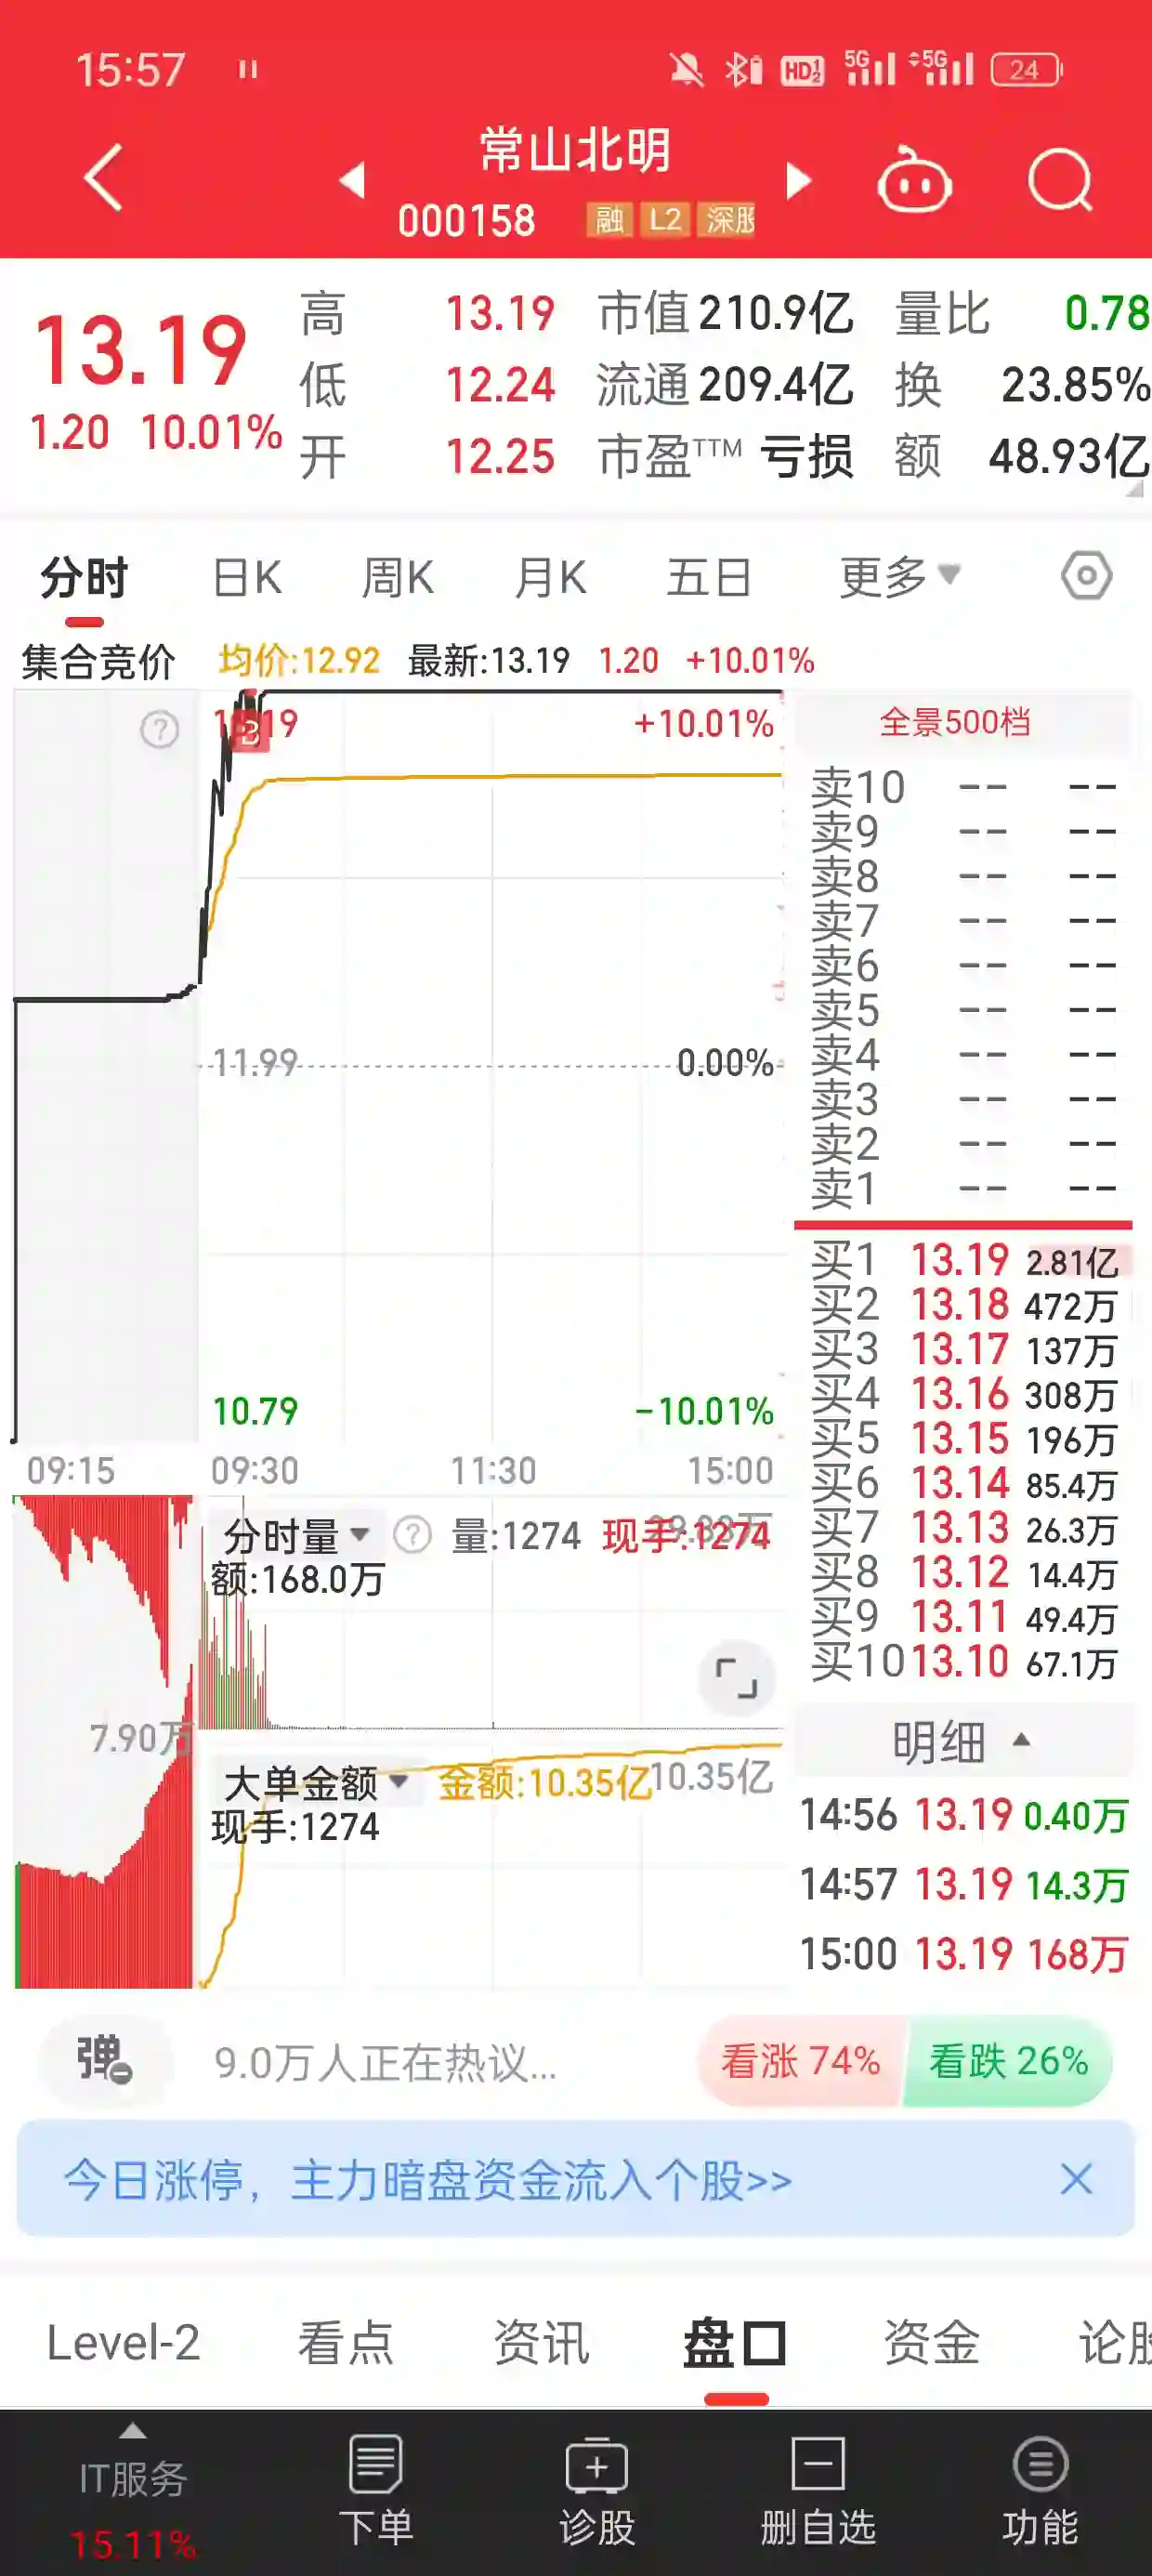 15:57 HD 5G 5G 24
常山北明
000158 融 L2 深股
13.19
1.20 10.01%
高 13.19 市值 210.9亿 量比 0.78
低 12.24 流通 209.4亿 换 23.85%
开 12.25 市盈TTM 亏损 额 48.93亿
分时 日K 周K 月K 五日 更多
集合竞价 均价:12.92 最新:13.19 1.20 +10.01%
? 13.19 B +10.01% 全景500档
卖10 -- --
卖9 -- --
卖8 -- --
卖7 -- --
卖6 -- --
卖5 -- --
11.99 0.00% 卖4 -- --
卖3 -- --
卖2 -- --
卖1 -- --
买1 13.19 2.81亿
买2 13.18 472万
买3 13.17 137万
买4 13.16 308万
10.79 -10.01%
买5 13.15 196万
09:15 09:30 11:30 15:00
买6 13.14 85.4万
买7 13.13 26.3万
分时量 ? 量:1274 现手:1274
额:168.0万
买8 13.12 14.4万
买9 13.11 49.4万
买10 13.10 67.1万
7.90万
明细
大单金额 金额:10.35亿 10.35亿
现手:1274
14:56 13.19 0.40万
14:57 13.19 14.3万
15:00 13.19 168万
弹 9.0万人正在热议... 看涨 74% 看跌 26%
今日涨停，主力暗盘资金流入个股>>
Level-2 看点 资讯 盘口 资金 论股
IT服务
15.11%
下单 诊股 删自选 功能